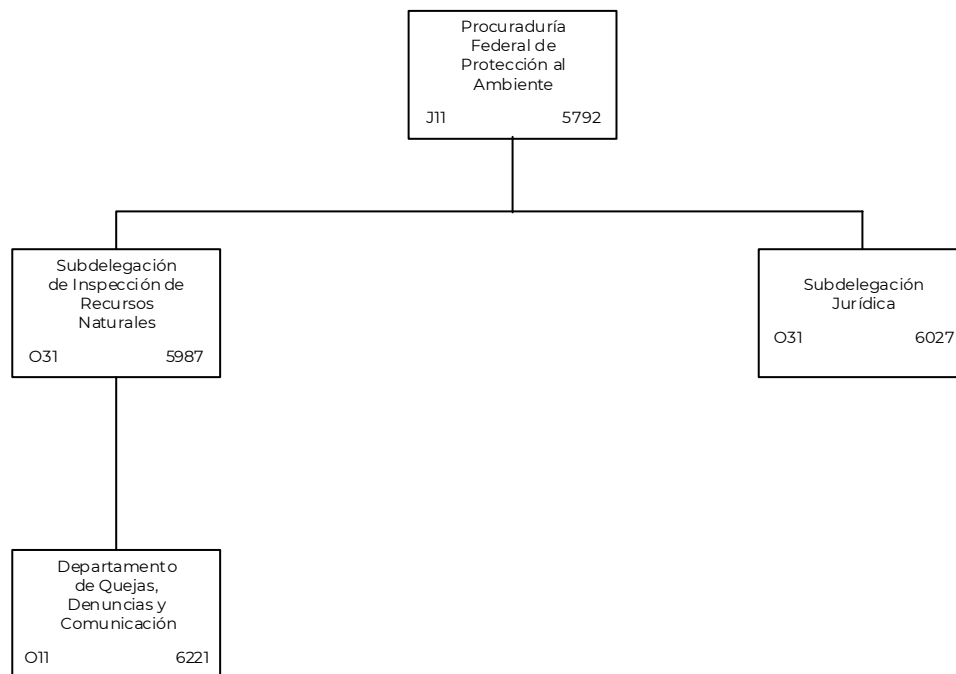 Procuraduría
Federal de
Protección al
Ambiente
J11 5792
Subdelegación
de Inspección de
Recursos
Naturales
O31 5987
Subdelegación
Jurídica
O31 6027
Departamento
de Quejas,
Denuncias y
Comunicación
O11 6221